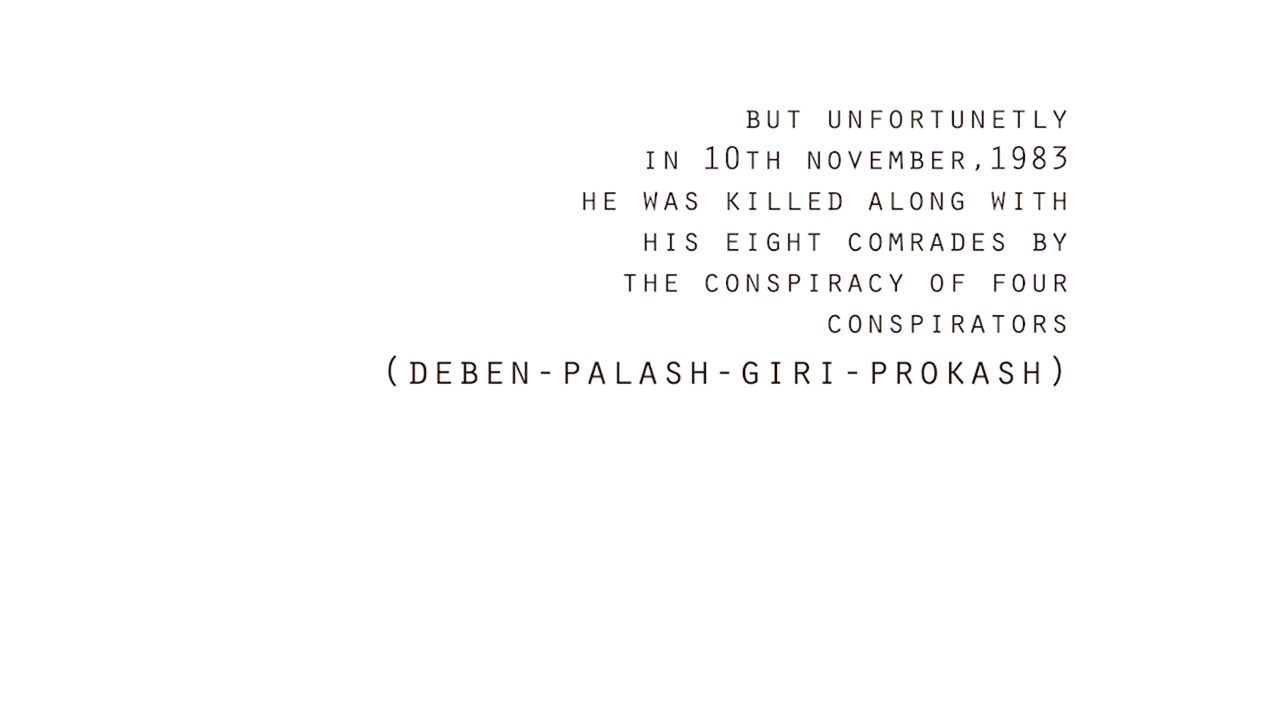 BUT UNFORTUNETLY
IN 10TH NOVEMBER,1983
HE WAS KILLED ALONG WITH
HIS EIGHT COMRADES BY
THE CONSPIRACY OF FOUR
CONSPIRATORS
(DEBEN-PALASH-GIRI-PROKASH)